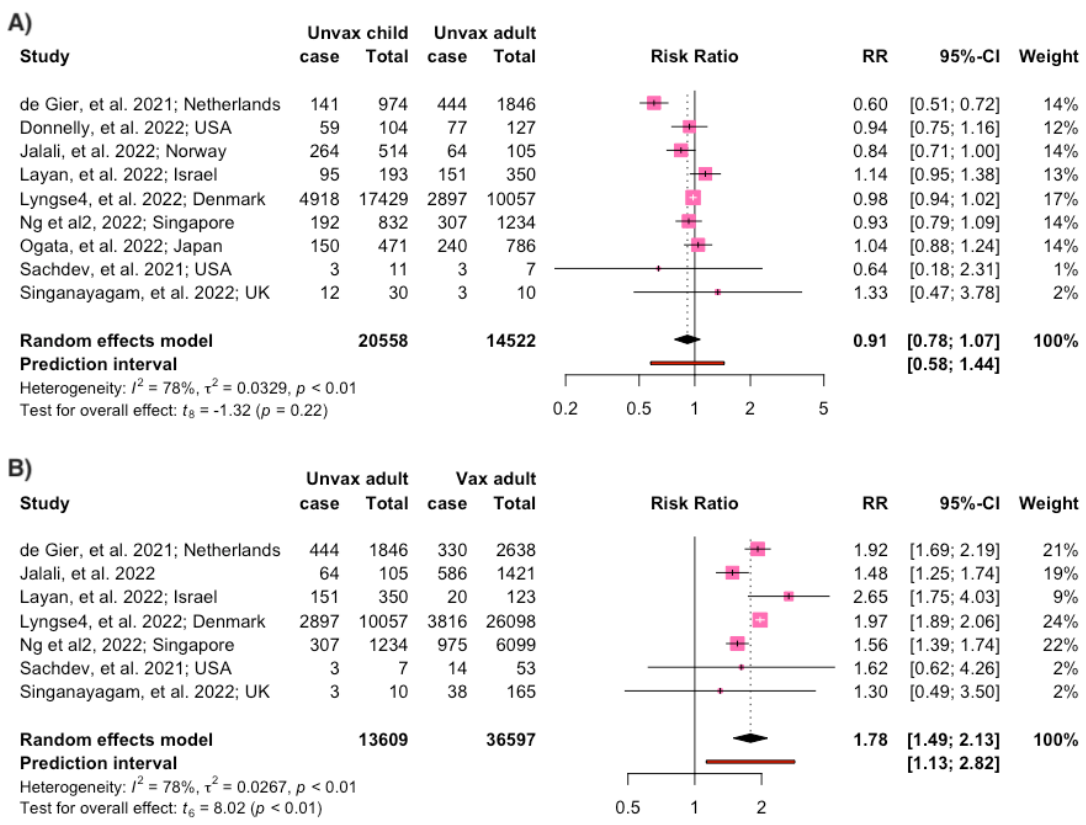 A)
Unvax child Unvax adult
Study case Total case Total Risk Ratio RR 95%-CI Weight
de Gier, et al. 2021; Netherlands 141 974 444 1846 0.60 [0.51; 0.72] 14%
Donnelly, et al. 2022; USA 59 104 77 127 0.94 [0.75; 1.16] 12%
Jalali, et al. 2022; Norway 264 514 64 105 0.84 [0.71; 1.00] 14%
Layan, et al. 2022; Israel 95 193 151 350 1.14 [0.95; 1.38] 13%
Lyngse4, et al. 2022; Denmark 4918 17429 2897 10057 0.98 [0.94; 1.02] 17%
Ng et al2, 2022; Singapore 192 832 307 1234 0.93 [0.79; 1.09] 14%
Ogata, et al. 2022; Japan 150 471 240 786 1.04 [0.88; 1.24] 14%
Sachdev, et al. 2021; USA 3 11 3 7 0.64 [0.18; 2.31] 1%
Singanayagam, et al. 2022; UK 12 30 3 10 1.33 [0.47; 3.78] 2%
Random effects model 20558 14522 0.91 [0.78; 1.07] 100%
Prediction interval [0.58; 1.44]
Heterogeneity: I² = 78%, τ² = 0.0329, p < 0.01
Test for overall effect: t₈ = -1.32 (p = 0.22)
0.2 0.5 1 2 5
B)
Unvax adult Vax adult
Study case Total case Total Risk Ratio RR 95%-CI Weight
de Gier, et al. 2021; Netherlands 444 1846 330 2638 1.92 [1.69; 2.19] 21%
Jalali, et al. 2022 64 105 586 1421 1.48 [1.25; 1.74] 19%
Layan, et al. 2022; Israel 151 350 20 123 2.65 [1.75; 4.03] 9%
Lyngse4, et al. 2022; Denmark 2897 10057 3816 26098 1.97 [1.89; 2.06] 24%
Ng et al2, 2022; Singapore 307 1234 975 6099 1.56 [1.39; 1.74] 22%
Sachdev, et al. 2021; USA 3 7 14 53 1.62 [0.62; 4.26] 2%
Singanayagam, et al. 2022; UK 3 10 38 165 1.30 [0.49; 3.50] 2%
Random effects model 13609 36597 1.78 [1.49; 2.13] 100%
Prediction interval [1.13; 2.82]
Heterogeneity: I² = 78%, τ² = 0.0267, p < 0.01
Test for overall effect: t₆ = 8.02 (p < 0.01)
0.5 1 2